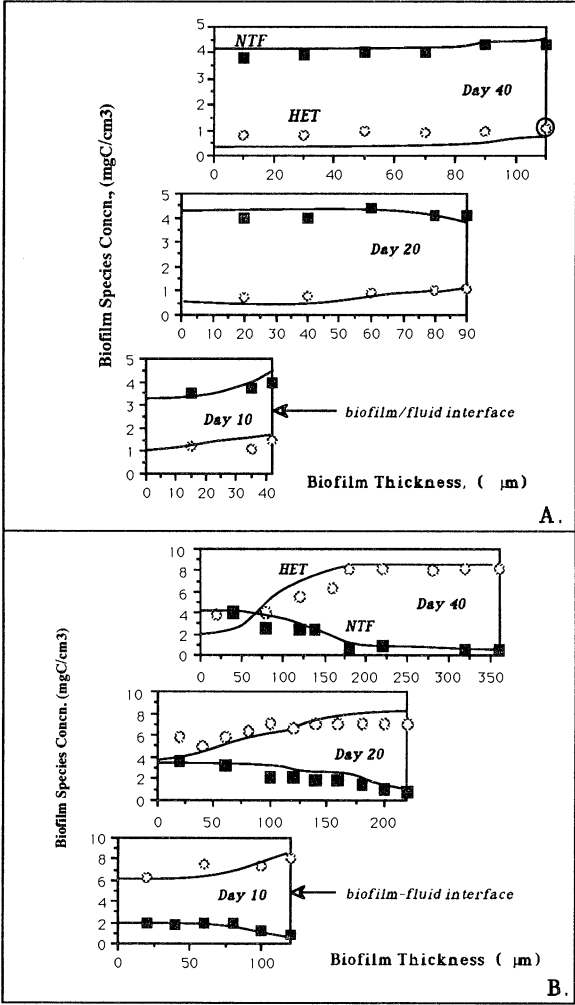 Biofilm Species Concn., (mgC/cm3)
5
4
3
2
1
0
NTF
Day 40
HET
0 20 40 60 80 100
5
4
3
2
1
0
Day 20
0 10 20 30 40 50 60 70 80 90
5
4
3
2
1
0
Day 10
biofilm/fluid interface
0 10 20 30 40
Biofilm Thickness, ( µm)
A.
Biofilm Species Concn. (mgC/cm3)
10
8
6
4
2
0
HET
Day 40
NTF
0 50 100 150 200 250 300 350
10
8
6
4
2
0
Day 20
0 50 100 150 200
10
8
6
4
2
0
Day 10
biofilm-fluid interface
0 50 100
Biofilm Thickness ( µm)
B.